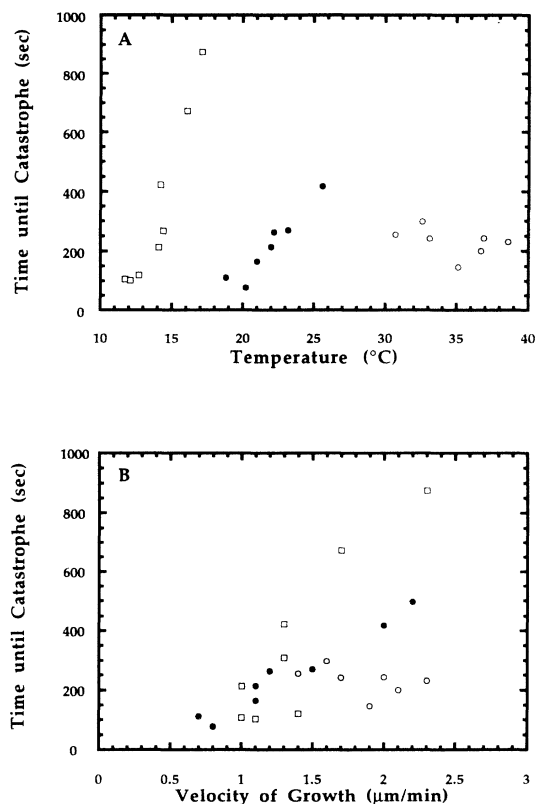 A
Time until Catastrophe (sec)
1000
800
600
400
200
0
10 15 20 25 30 35 40
Temperature (°C)
B
Time until Catastrophe (sec)
1000
800
600
400
200
0
0 0.5 1 1.5 2 2.5 3
Velocity of Growth (µm/min)